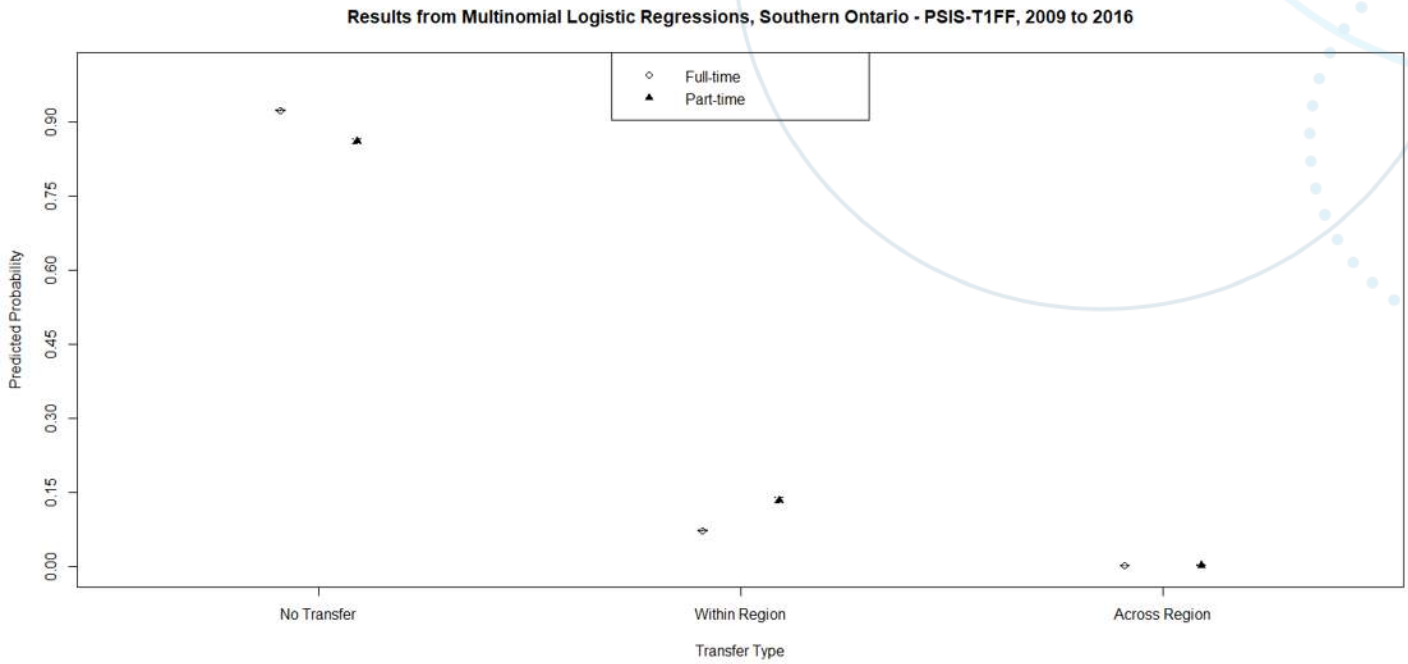 Results from Multinomial Logistic Regressions, Southern Ontario - PSIS-T1FF, 2009 to 2016
Full-time
Part-time
Predicted Probability
0.90
0.75
0.60
0.45
0.30
0.15
0.00
No Transfer
Within Region
Across Region
Transfer Type